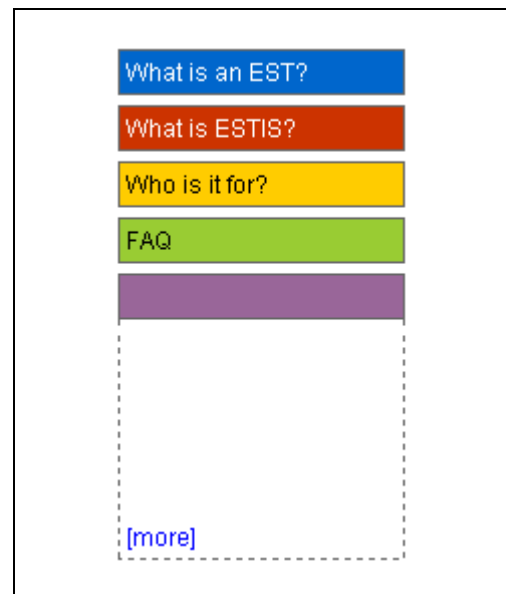 What is an EST?
What is ESTIS?
Who is it for?
FAQ
[more]